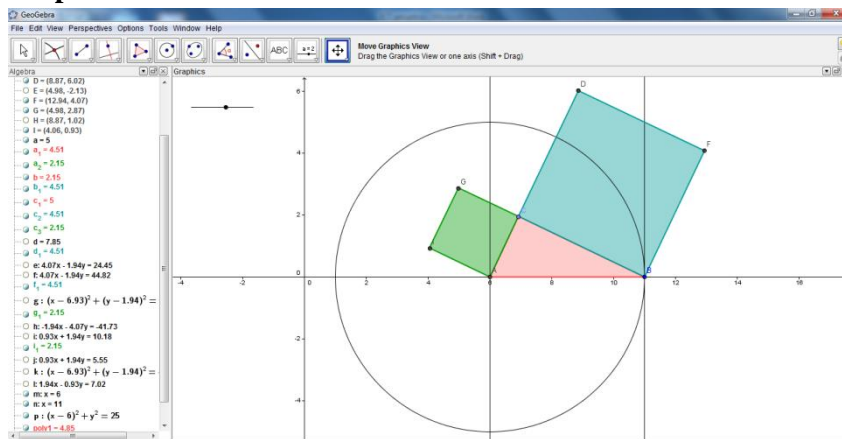 GeoGebra
File Edit View Perspectives Options Tools Window Help
ABC
a=2
Move Graphics View
Drag the Graphics View or one axis (Shift + Drag)
Algebra
Graphics
D = (8.87, 6.02)
E = (4.98, -2.13)
F = (12.94, 4.07)
G = (4.98, 2.87)
H = (8.87, 1.02)
I = (4.06, 0.93)
a = 5
a₁ = 4.51
a₂ = 2.15
b = 2.15
b₁ = 4.51
c₁ = 5
c₂ = 4.51
c₃ = 2.15
d = 7.85
d₁ = 4.51
e: 4.07x - 1.94y = 24.45
f: 4.07x - 1.94y = 44.82
f₁ = 4.51
g : (x − 6.93)² + (y − 1.94)² =
g₁ = 2.15
h: -1.94x - 4.07y = -41.73
i: 0.93x + 1.94y = 10.18
i₁ = 2.15
j: 0.93x + 1.94y = 5.55
k : (x − 6.93)² + (y − 1.94)² =
l: 1.94x - 0.93y = 7.02
m: x = 6
n: x = 11
p : (x − 6)² + y² = 25
poly1 = 4.85
6
D
4
F
G
2
0
A
B
-4
-2
0
2
4
6
8
10
12
14
16
-2
-4